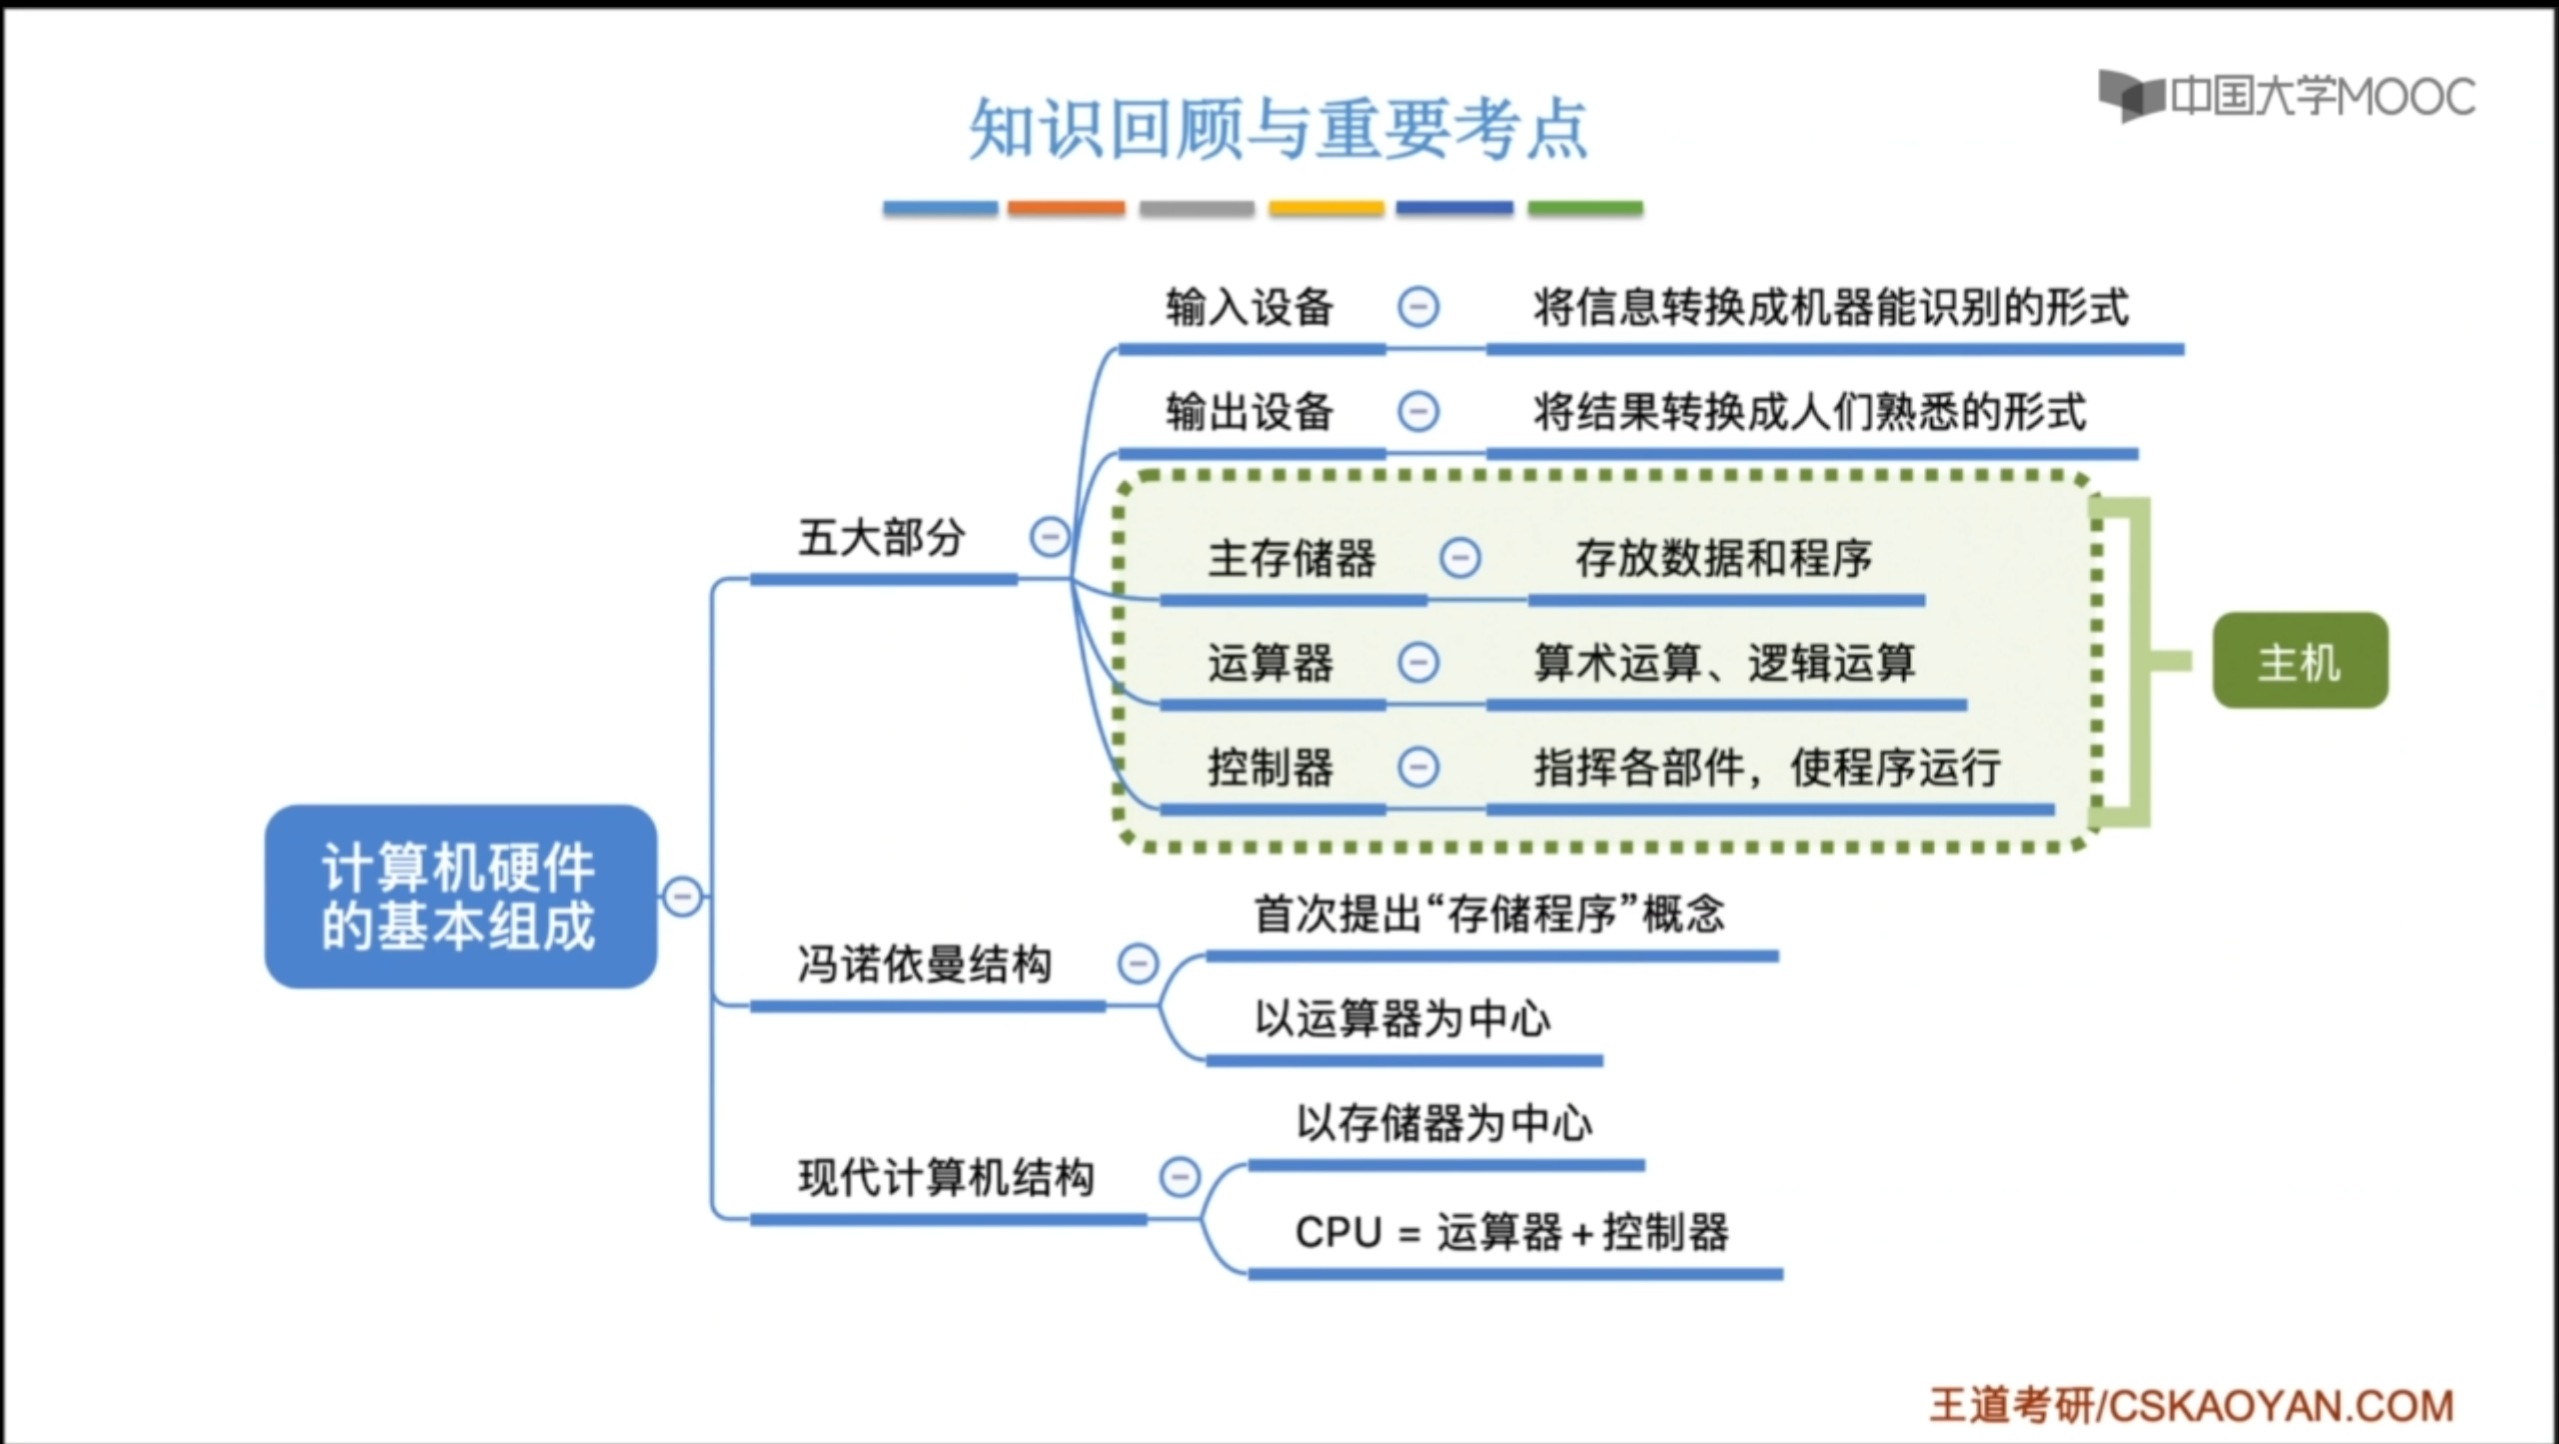 中国大学MOOC
知识回顾与重要考点
输入设备
将信息转换成机器能识别的形式
输出设备
将结果转换成人们熟悉的形式
五大部分
主存储器
存放数据和程序
运算器
算术运算、逻辑运算
主机
控制器
指挥各部件，使程序运行
计算机硬件
的基本组成
首次提出“存储程序”概念
冯诺依曼结构
以运算器为中心
以存储器为中心
现代计算机结构
CPU = 运算器+控制器
王道考研/CSKAOYAN.COM